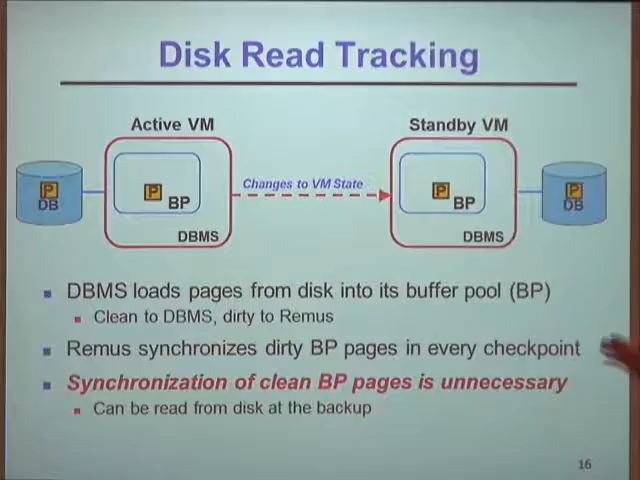 Disk Read Tracking
Active VM
Standby VM
P
DB
P
BP
DBMS
Changes to VM State
P
BP
DBMS
P
DB
DBMS loads pages from disk into its buffer pool (BP)
Clean to DBMS, dirty to Remus
Remus synchronizes dirty BP pages in every checkpoint
Synchronization of clean BP pages is unnecessary
Can be read from disk at the backup
16